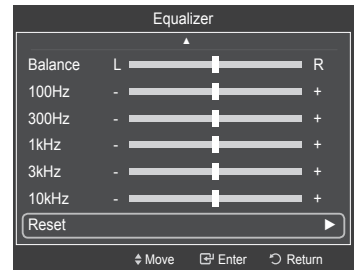 Equalizer
▲
Balance L R
100Hz - +
300Hz - +
1kHz - +
3kHz - +
10kHz - +
Reset ►
Move Enter Return